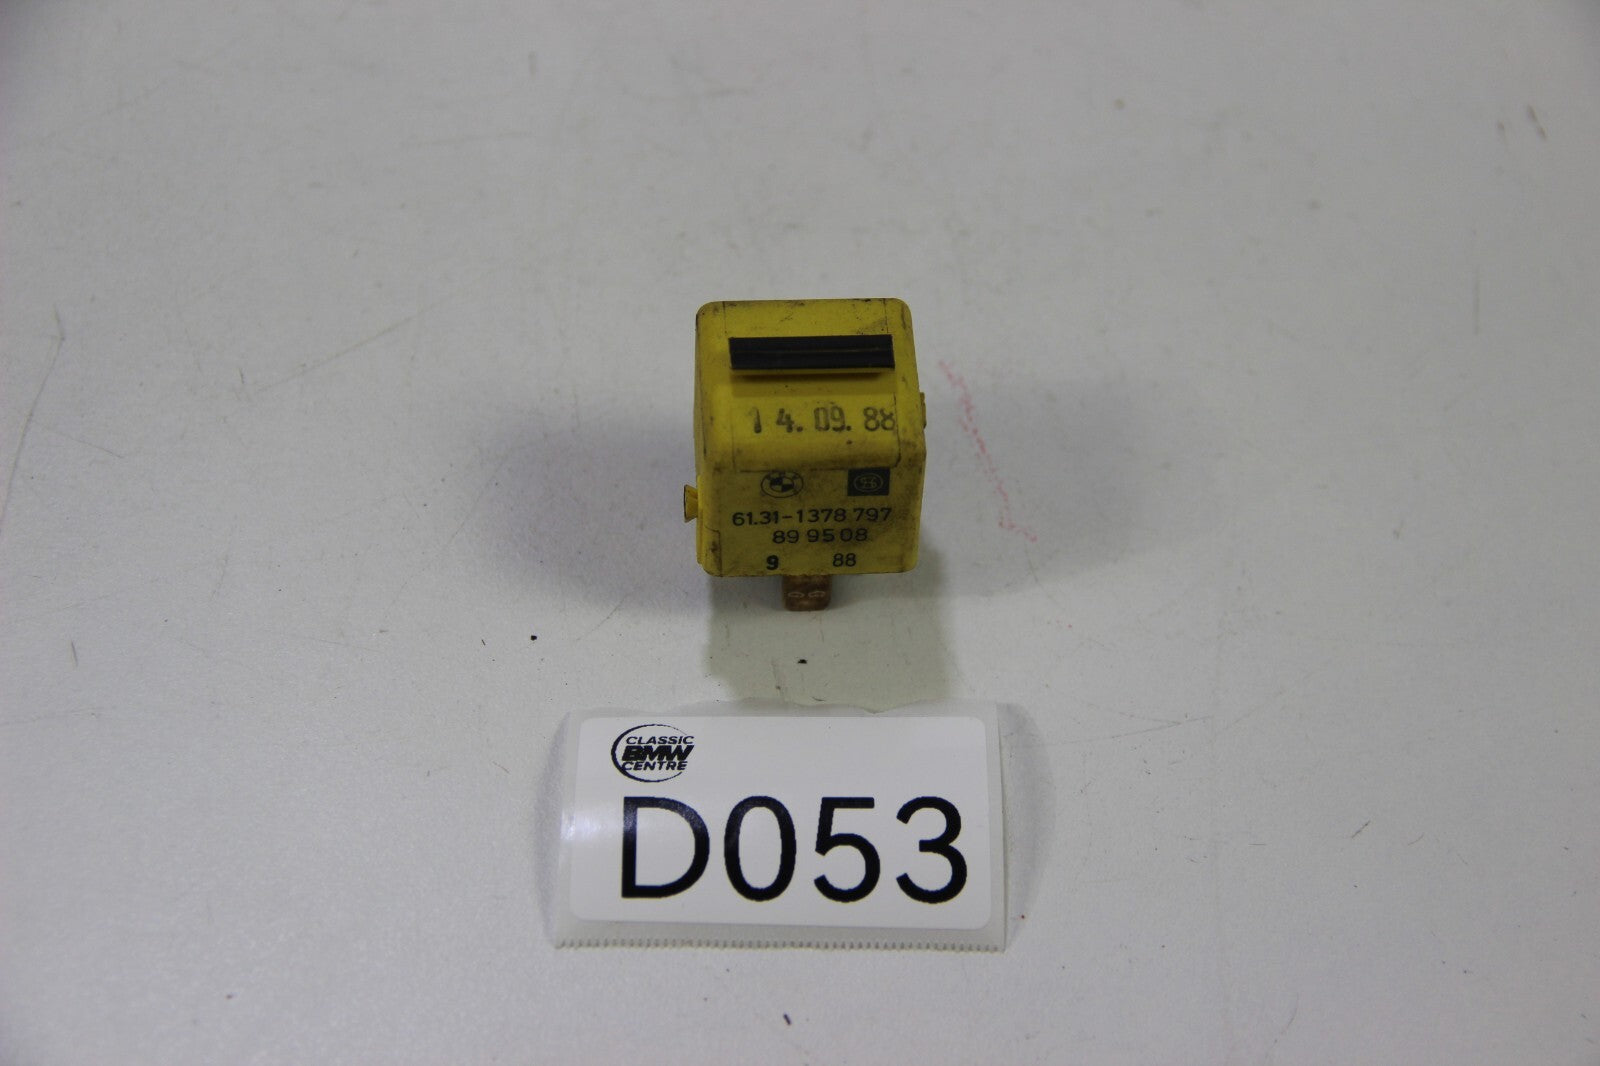 14.09.88
61.31-1378 797
89 95 08
9 88
CLASSIC
BMW
CENTRE
D053